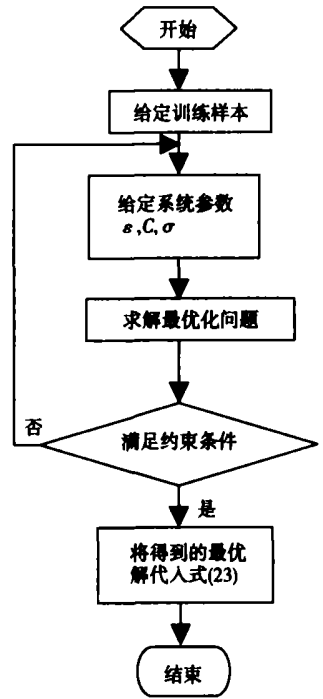 开始
给定训练样本
给定系统参数
ε,C,σ
求解最优化问题
满足约束条件
否
是
将得到的最优
解代入式(23)
结束